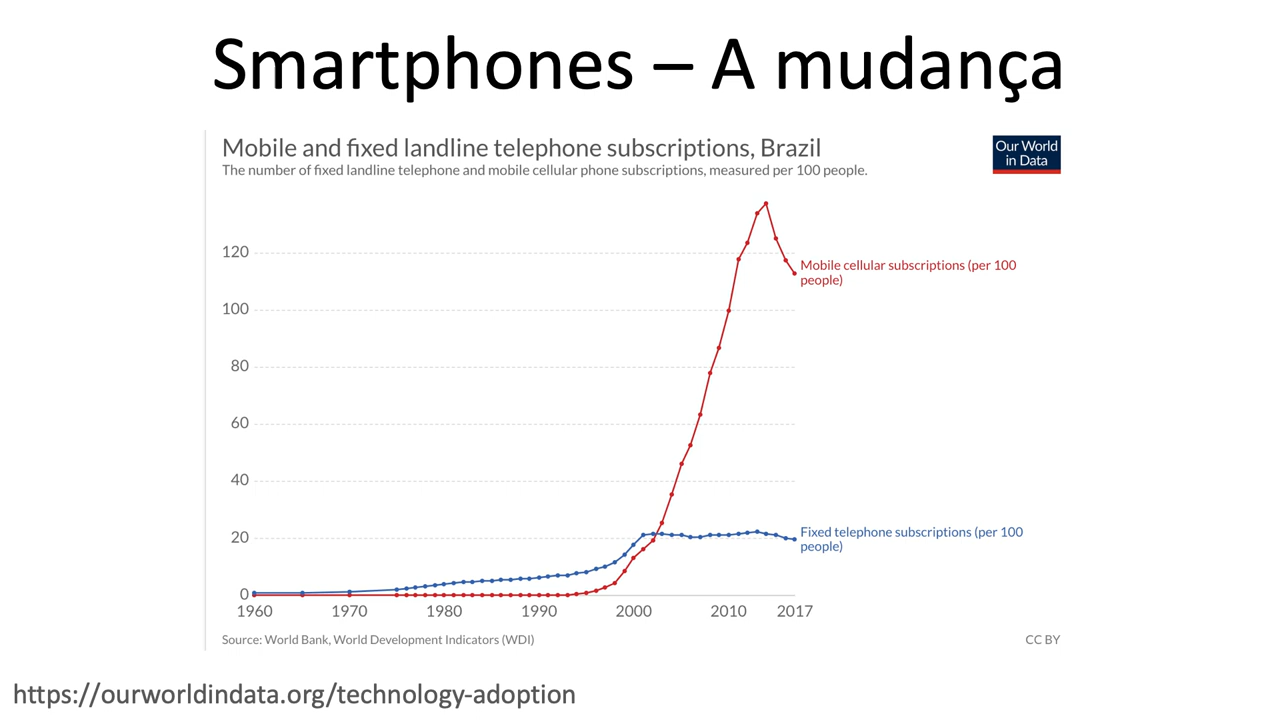 Smartphones – A mudança
Mobile and fixed landline telephone subscriptions, Brazil
The number of fixed landline telephone and mobile cellular phone subscriptions, measured per 100 people.
Our World
in Data
120
100
80
60
40
20
0
Mobile cellular subscriptions (per 100
people)
Fixed telephone subscriptions (per 100
people)
1960 1970 1980 1990 2000 2010 2017
Source: World Bank, World Development Indicators (WDI)
CC BY
https://ourworldindata.org/technology-adoption